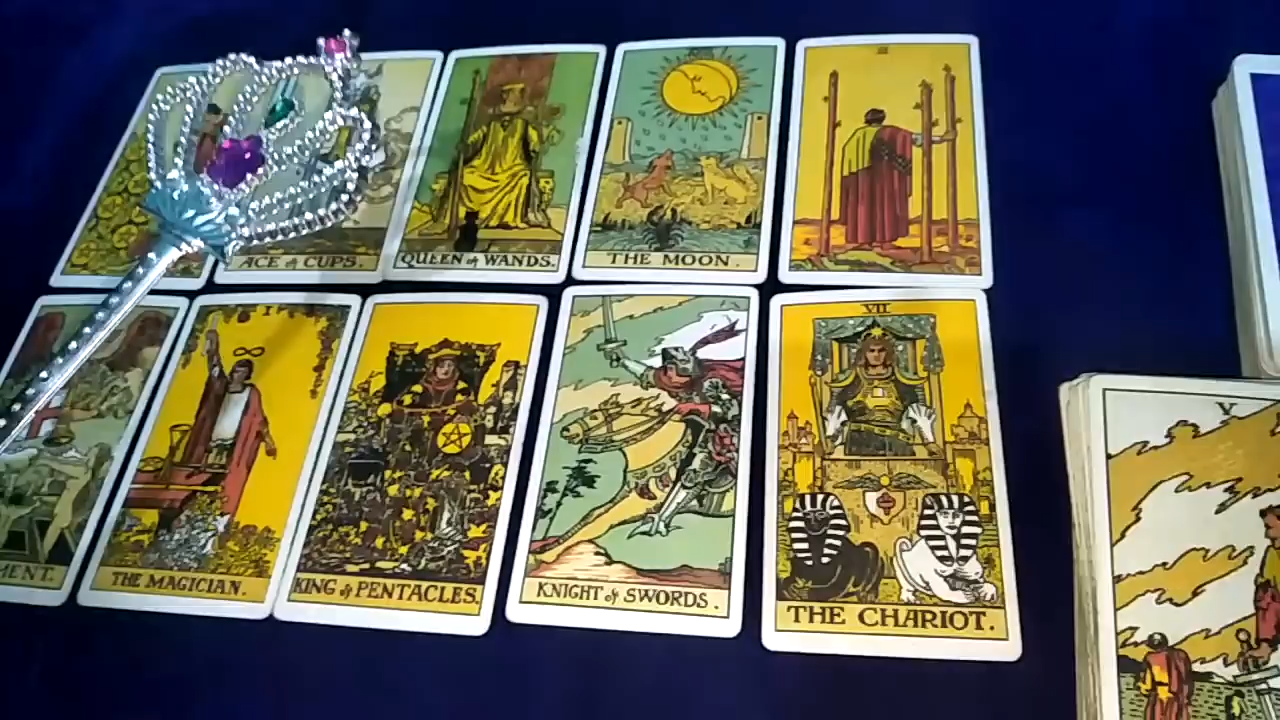 ACE of CUPS.
QUEEN of WANDS.
THE MOON.
III
MENT.
I
THE MAGICIAN.
KING of PENTACLES.
KNIGHT of SWORDS.
VII
THE CHARIOT.
V